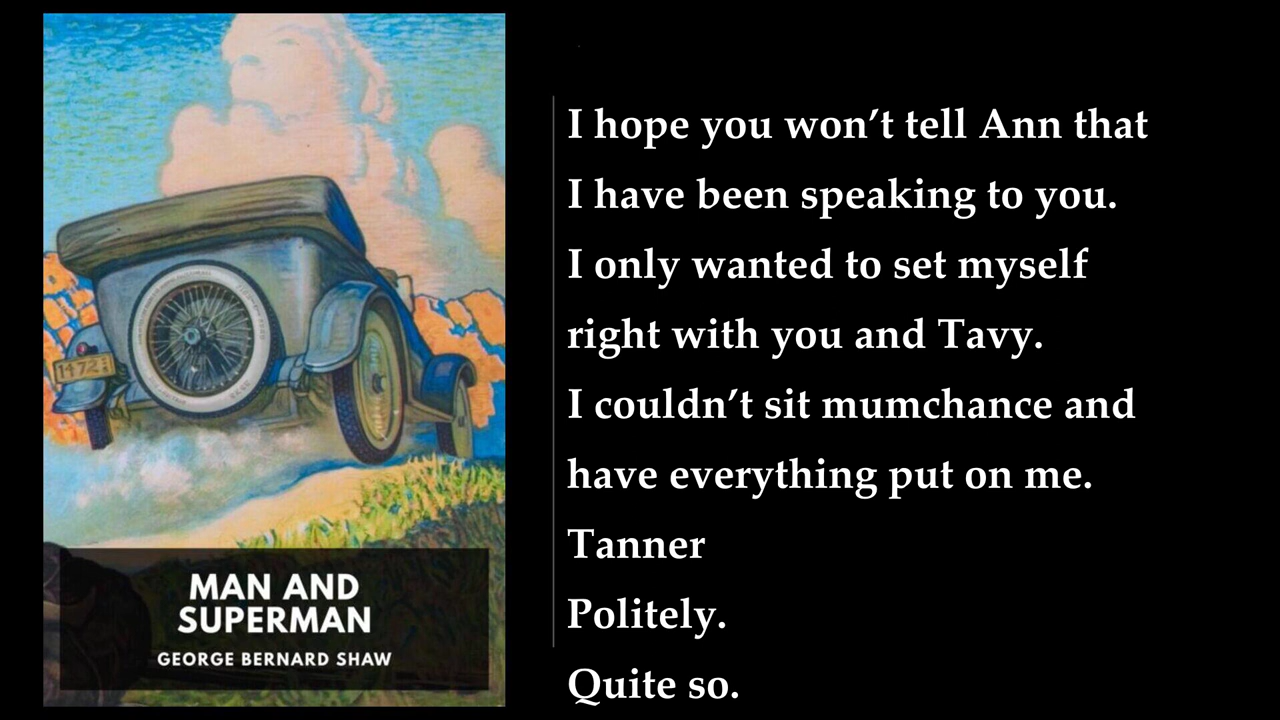 I hope you won’t tell Ann that
I have been speaking to you.
I only wanted to set myself
right with you and Tavy.
I couldn’t sit mumchance and
have everything put on me.
Tanner
Politely.
Quite so.
1472
MAN AND
SUPERMAN
GEORGE BERNARD SHAW